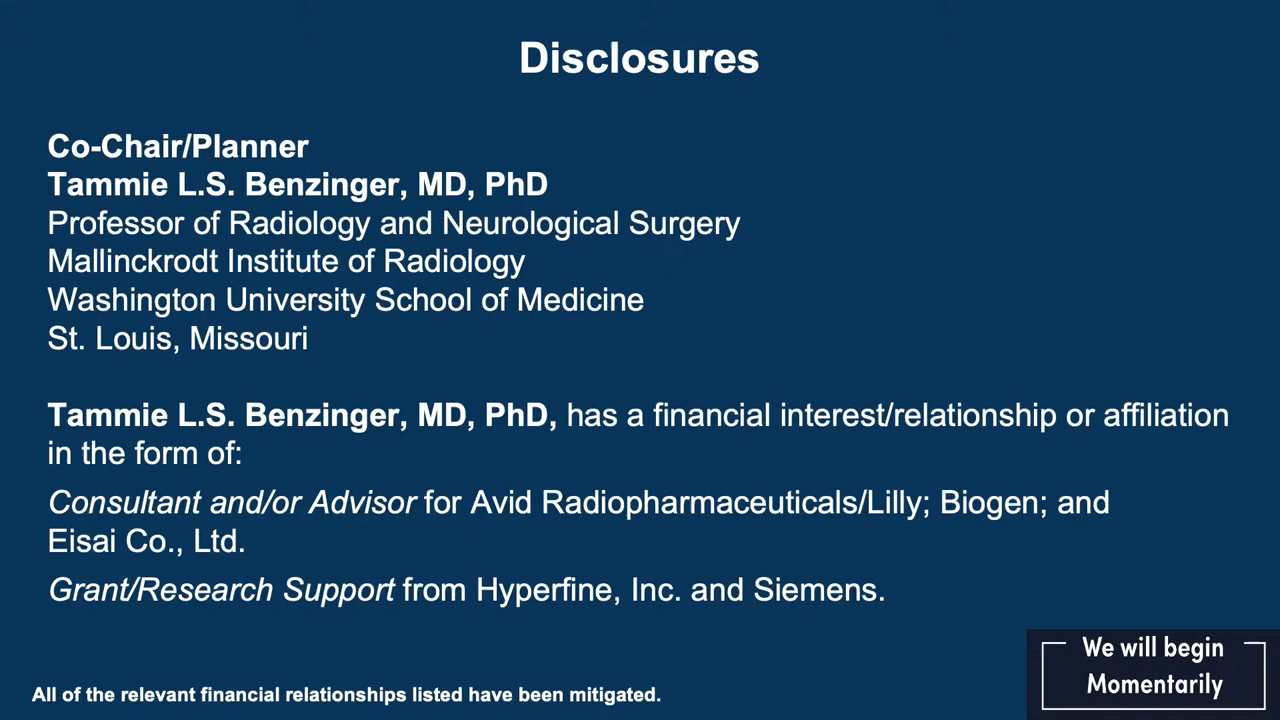 Disclosures
Co-Chair/Planner
Tammie L.S. Benzinger, MD, PhD
Professor of Radiology and Neurological Surgery
Mallinckrodt Institute of Radiology
Washington University School of Medicine
St. Louis, Missouri
Tammie L.S. Benzinger, MD, PhD, has a financial interest/relationship or affiliation
in the form of:
Consultant and/or Advisor for Avid Radiopharmaceuticals/Lilly; Biogen; and
Eisai Co., Ltd.
Grant/Research Support from Hyperfine, Inc. and Siemens.
All of the relevant financial relationships listed have been mitigated.
We will begin
Momentarily